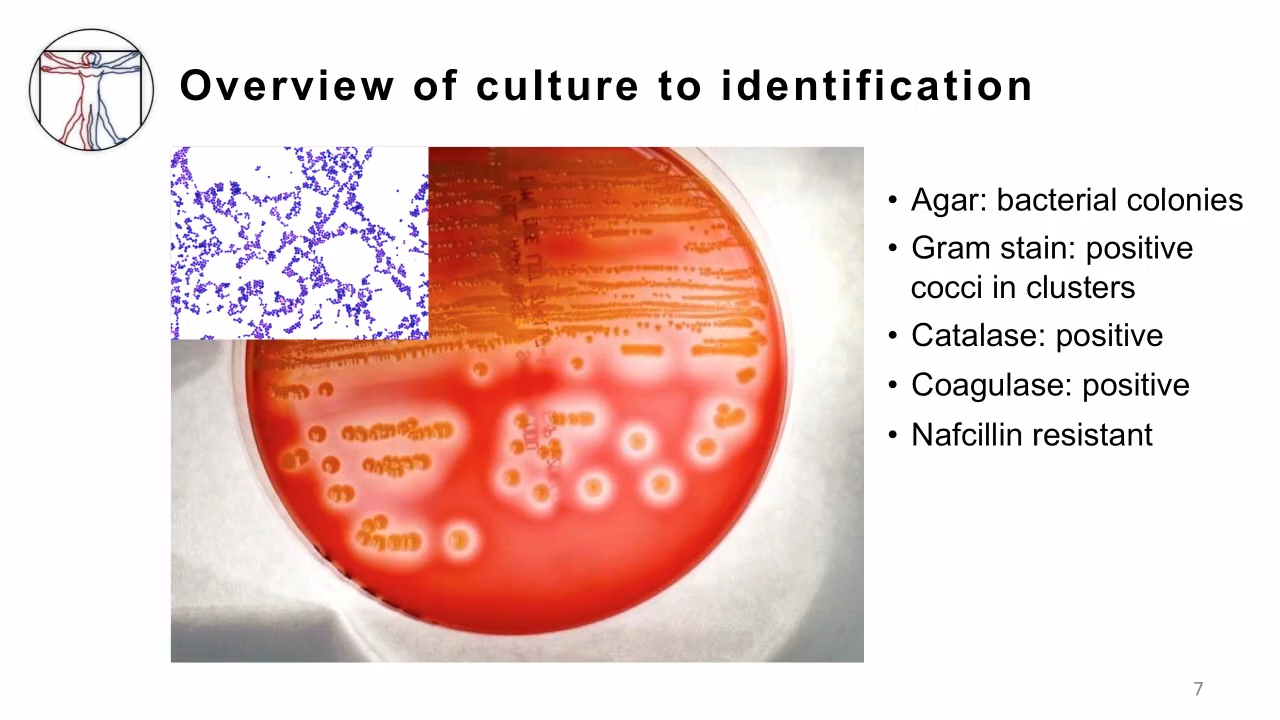 Overview of culture to identification
• Agar: bacterial colonies
• Gram stain: positive
cocci in clusters
• Catalase: positive
• Coagulase: positive
• Nafcillin resistant
7